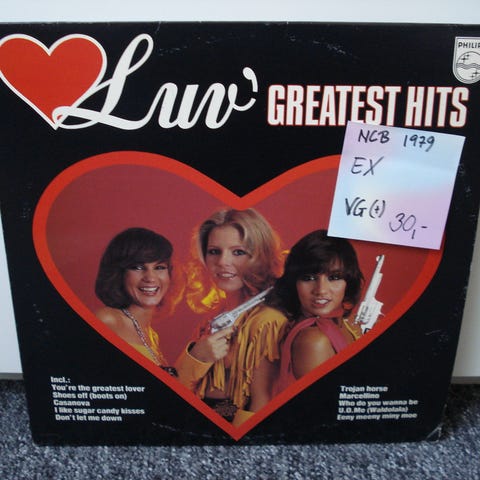 Luv'
GREATEST HITS
PHILIPS
NCB 1979
EX
VG(+) 30,-
Incl.:
You're the greatest lover
Shoes off (boots on)
Casanova
I like sugar candy kisses
Don't let me down
Trojan horse
Marcellino
Who do you wanna be
U.O.Me (Waldolala)
Eeny meeny miny moe